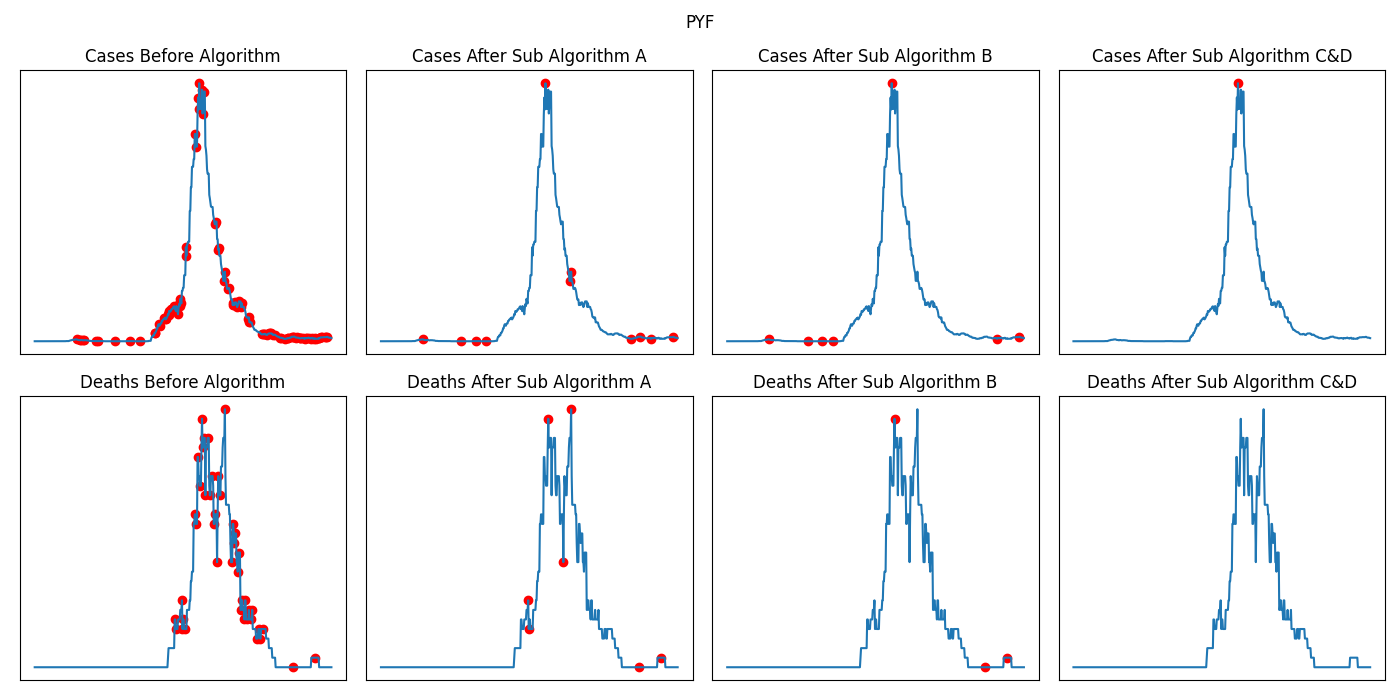 PYF
Cases Before Algorithm
Cases After Sub Algorithm A
Cases After Sub Algorithm B
Cases After Sub Algorithm C&D
Deaths Before Algorithm
Deaths After Sub Algorithm A
Deaths After Sub Algorithm B
Deaths After Sub Algorithm C&D